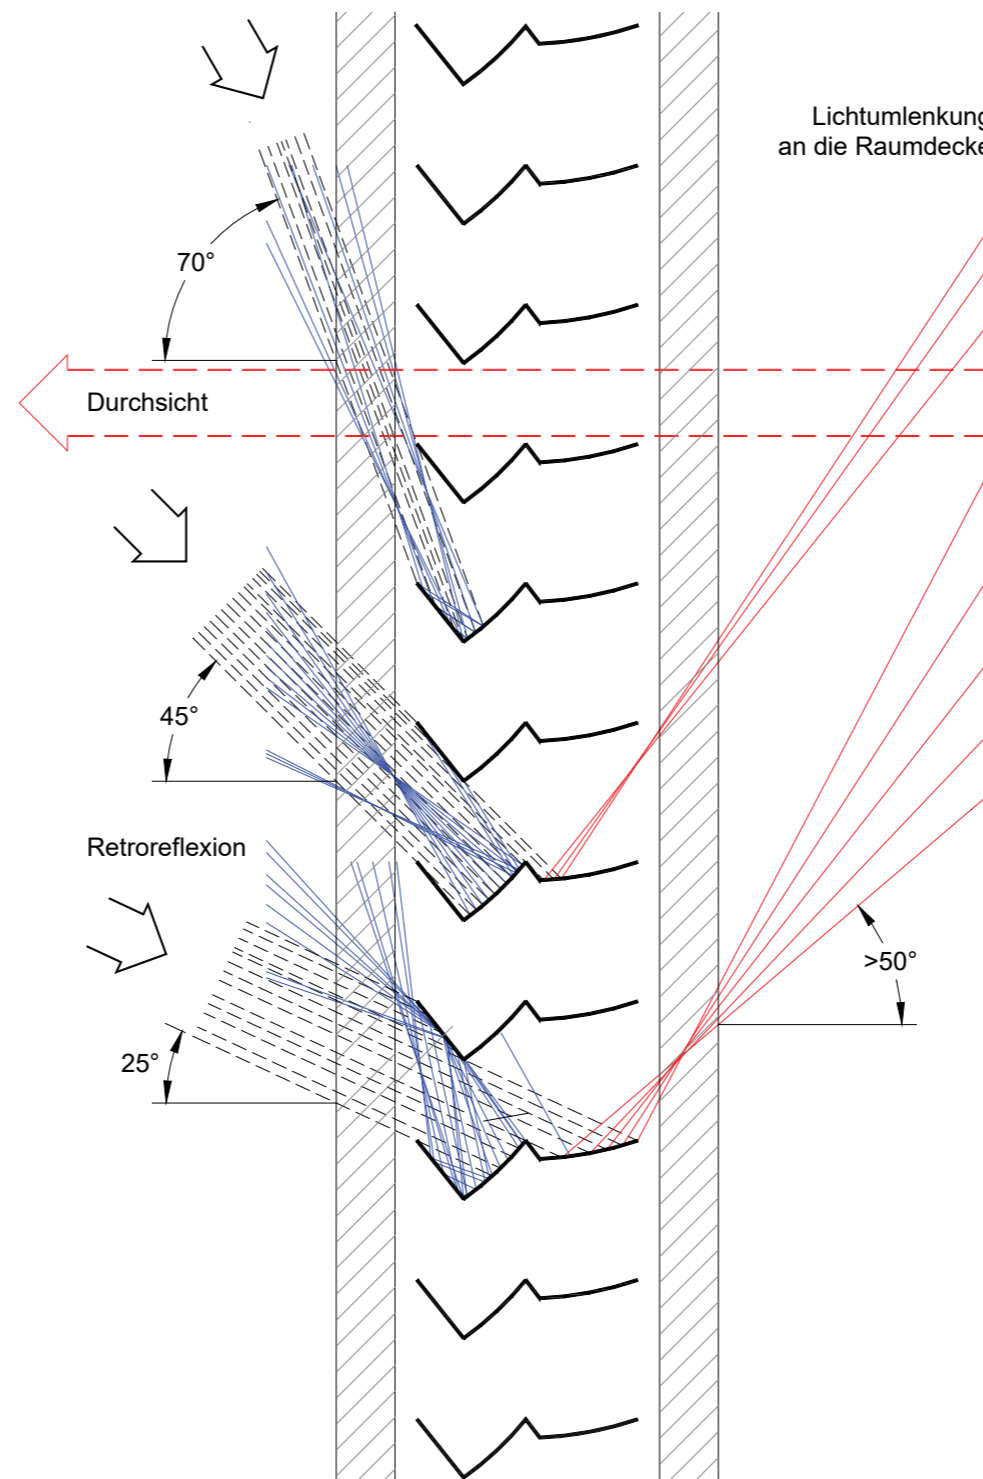 Lichtumlenkung
an die Raumdecke
70°
Durchsicht
45°
Retroreflexion
>50°
25°